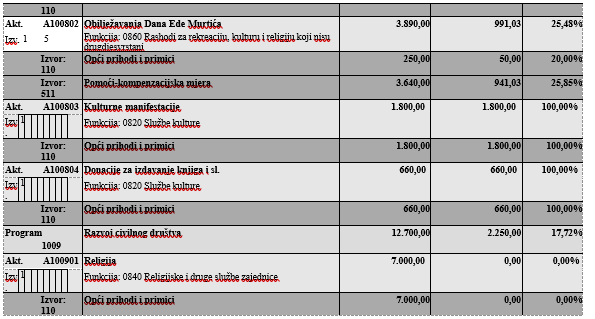 110
Akt. A100802 Obilježavanja Dana Ede Murtića 3.890,00 991,03 25,48%
Izv. 1 5 Funkcija: 0860 Rashodi za rekreaciju, kulturu i religiju koji nisu
drugdjesvrstani
Izvor: Opći prihodi i primici 250,00 50,00 20,00%
110
Izvor: Pomoći-kompenzacijska mjera 3.640,00 941,03 25,85%
511
Akt. A100803 Kulturne manifestacije 1.800,00 1.800,00 100,00%
Izv 1 Funkcija: 0820 Službe kulture
.
Izvor: Opći prihodi i primici 1.800,00 1.800,00 100,00%
110
Akt. A100804 Donacije za izdavanje knjiga i sl. 660,00 660,00 100,00%
Izv 1 Funkcija: 0820 Službe kulture
.
Izvor: Opći prihodi i primici 660,00 660,00 100,00%
110
Program Razvoj civilnog društva 12.700,00 2.250,00 17,72%
1009
Akt. A100901 Religija 7.000,00 0,00 0,00%
Izv 1 Funkcija: 0840 Religijske i druge službe zajednice
.
Izvor: Opći prihodi i primici 7.000,00 0,00 0,00%
110